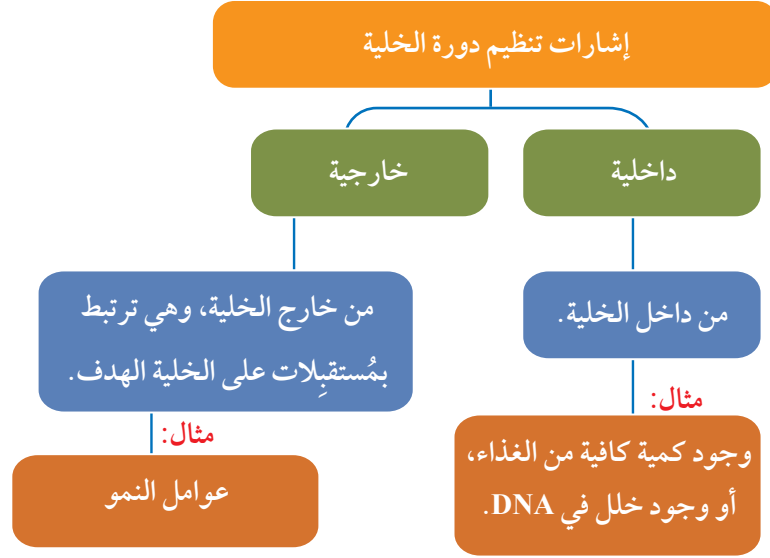 إشارات تنظيم دورة الخلية
داخلية
خارجية
من داخل الخلية.
من خارج الخلية، وهي ترتبط
بمُستقبِلات على الخلية الهدف.
مثال:
مثال:
وجود كمية كافية من الغذاء،
أو وجود خلل في DNA.
عوامل النمو